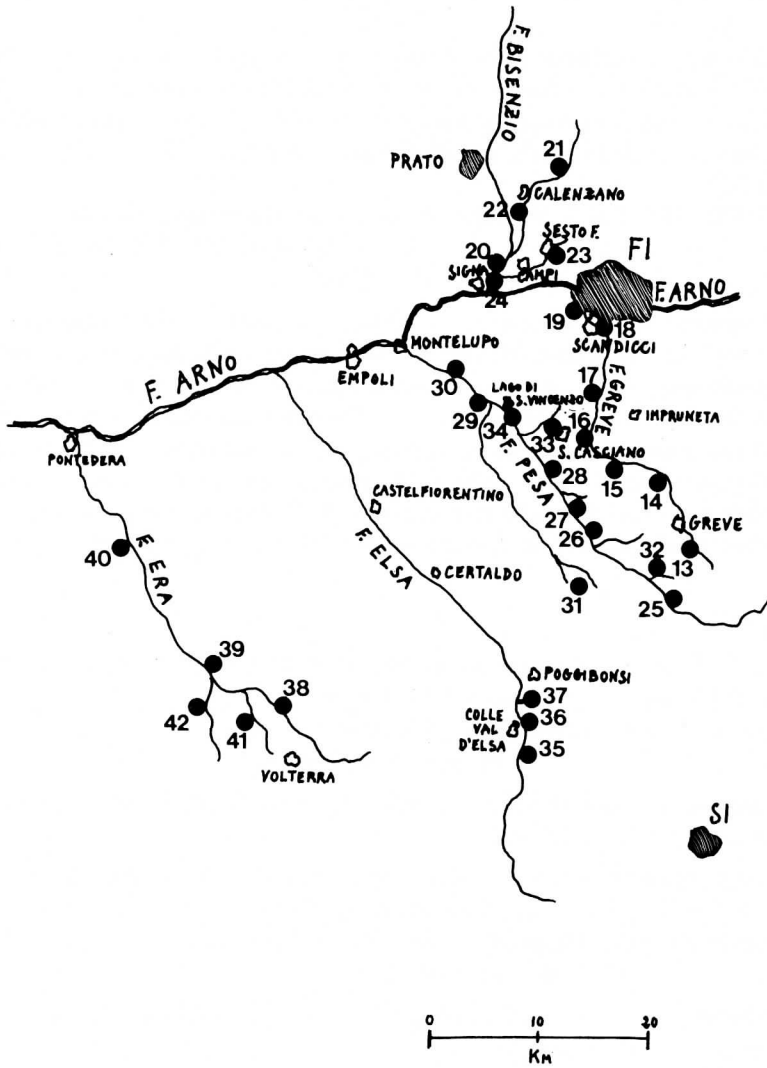 F. BISENZIO
PRATO
21
CALENZANO
22
SESTO F.
20
23
FI
SIGNA
CAMPI
24
F. ARNO
19
18
SCANDICCI
MONTELUPO
F. ARNO
EMPOLI
30
17
F. GREVE
LAGO DI
S. VINCENZO
29
34
16
IMPRUNETA
33
S. CASCIANO
PONTEDERA
F. PESA
28
15
14
CASTELFIORENTINO
27
GREVE
26
40
F. ERA
F. ELSA
32
13
CERTALDO
31
25
39
POGGIBONSI
37
38
42
41
COLLE
VAL
D'ELSA
36
35
VOLTERRA
SI
0 10 20
KM